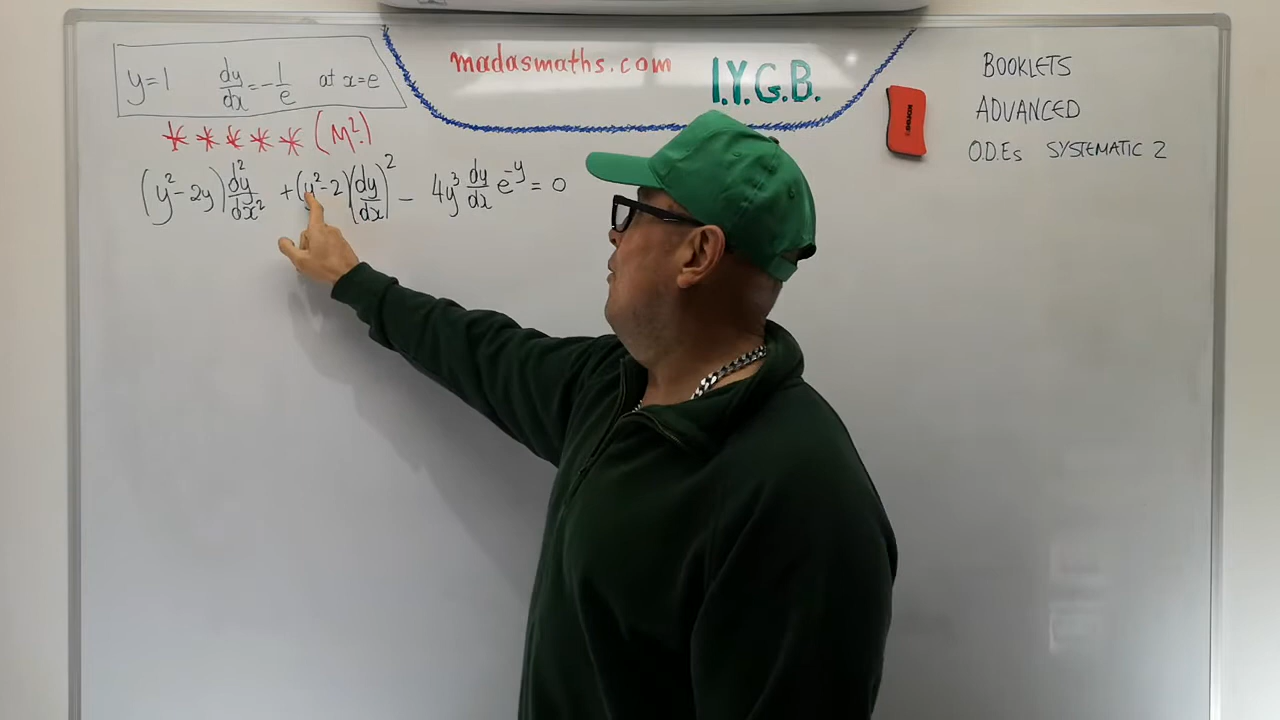 y=1 dy/dx = -1/e at x=e
madasmaths.com
I.Y.G.B.
BOOKLETS
ADVANCED
O.D.Es SYSTEMATIC 2
***** (M?)
(y²-2y) d²y/dx² + (y²-2)(dy/dx)² - 4y³ dy/dx e^-y = 0